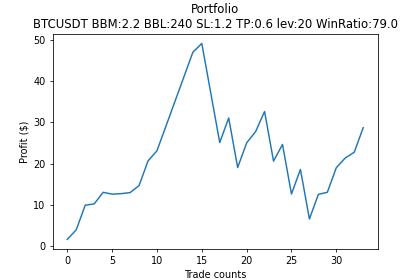 Portfolio
BTCUSDT BBM:2.2 BBL:240 SL:1.2 TP:0.6 lev:20 WinRatio:79.0
50
40
30
20
10
0
Profit ($)
0 5 10 15 20 25 30
Trade counts